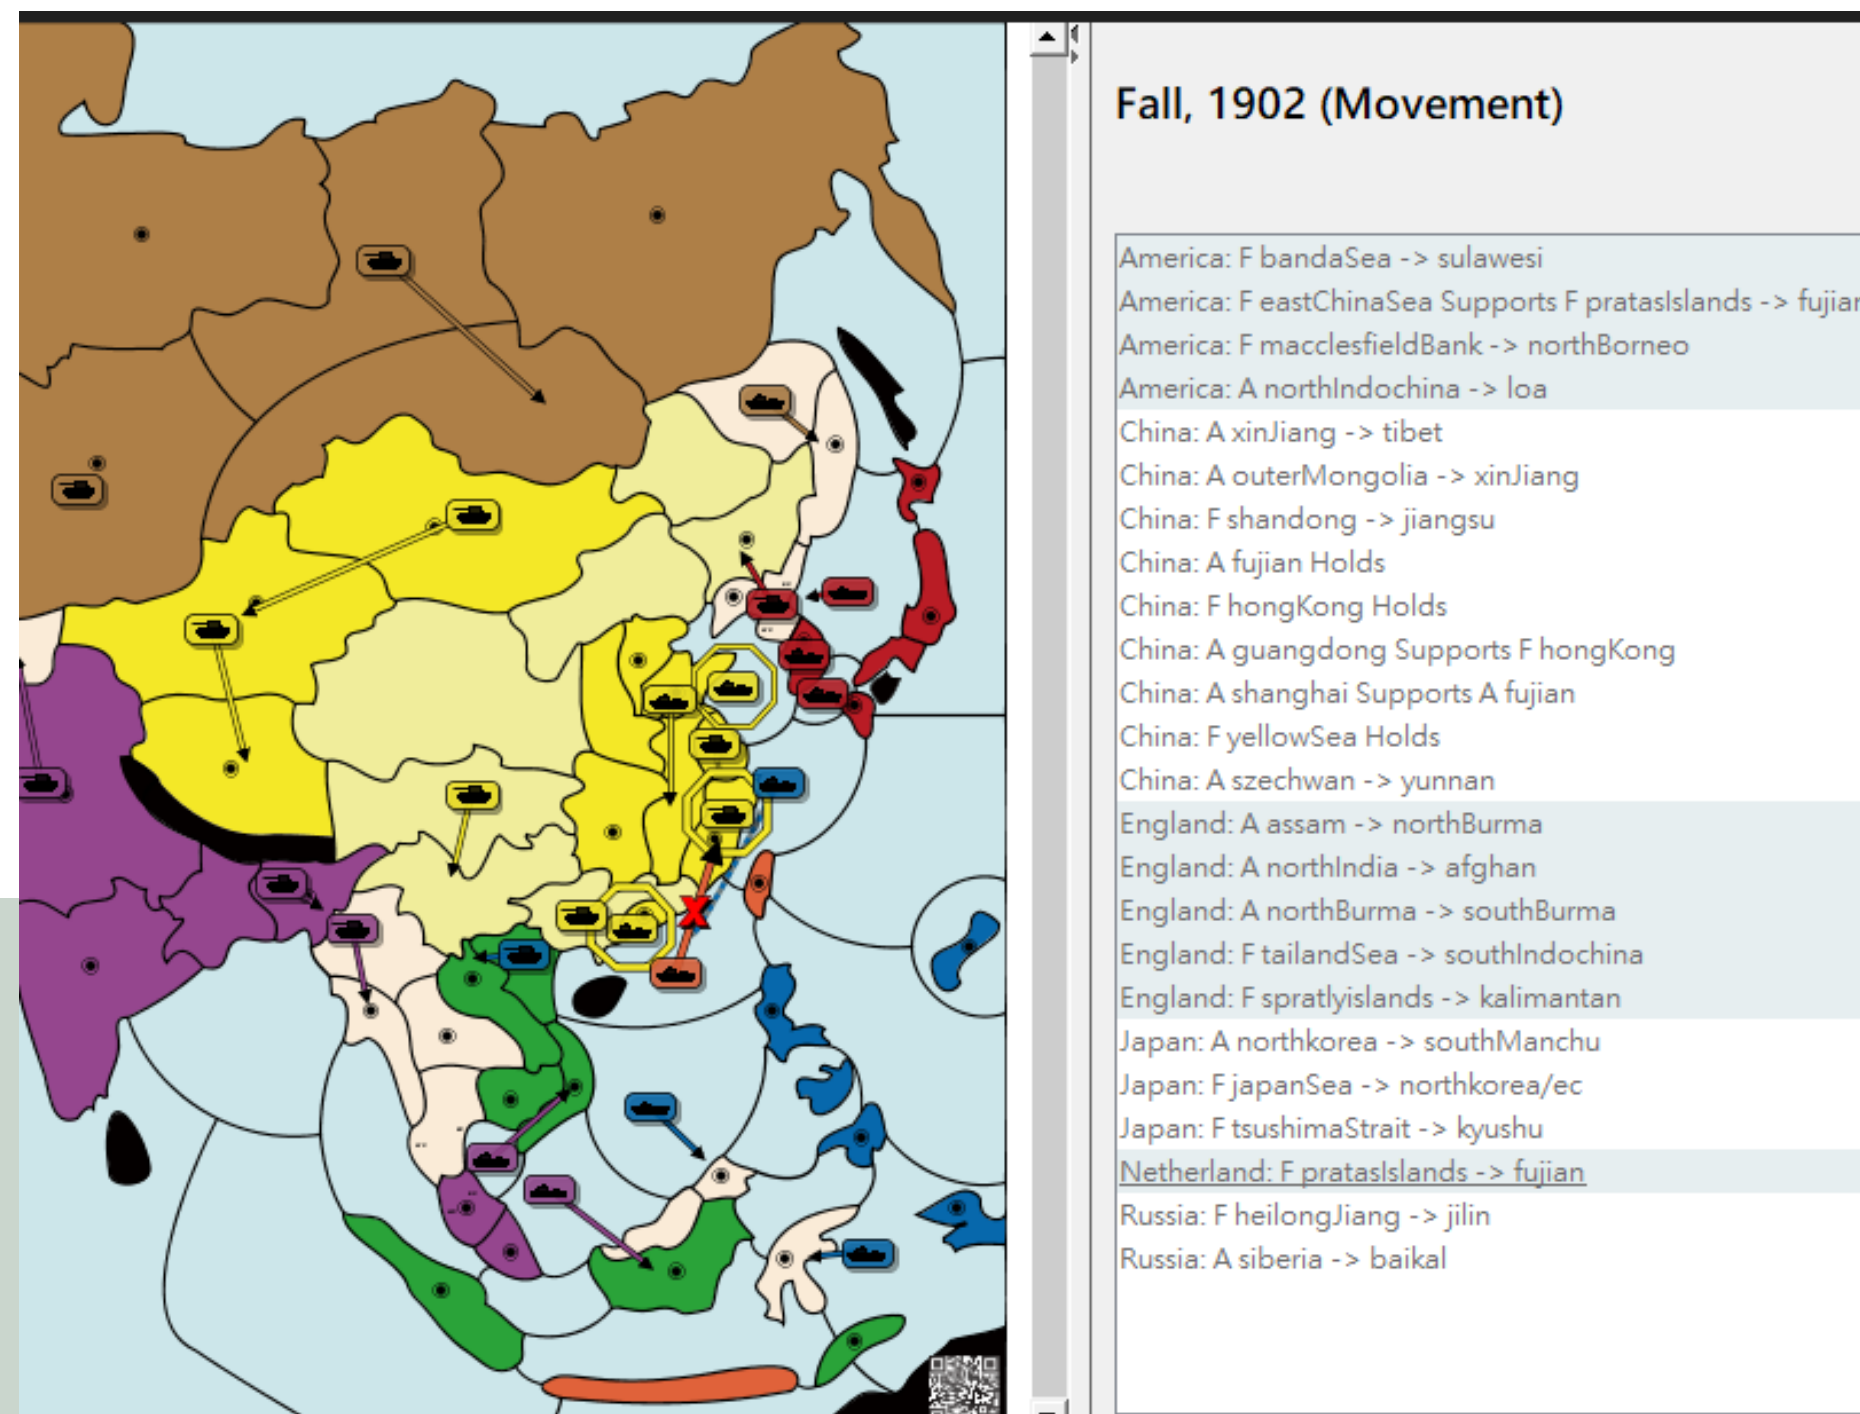 Fall, 1902 (Movement)
America: F bandaSea -> sulawesi
America: F eastChinaSea Supports F pratasIslands -> fujian
America: F macclesfieldBank -> northBorneo
America: A northIndochina -> loa
China: A xinJiang -> tibet
China: A outerMongolia -> xinJiang
China: F shandong -> jiangsu
China: A fujian Holds
China: F hongKong Holds
China: A guangdong Supports F hongKong
China: A shanghai Supports A fujian
China: F yellowSea Holds
China: A szechwan -> yunnan
England: A assam -> northBurma
England: A northIndia -> afghan
England: A northBurma -> southBurma
England: F tailandSea -> southIndochina
England: F spratlyislands -> kalimantan
Japan: A northkorea -> southManchu
Japan: F japanSea -> northkorea/ec
Japan: F tsushimaStrait -> kyushu
Netherland: F pratasIslands -> fujian
Russia: F heilongJiang -> jilin
Russia: A siberia -> baikal